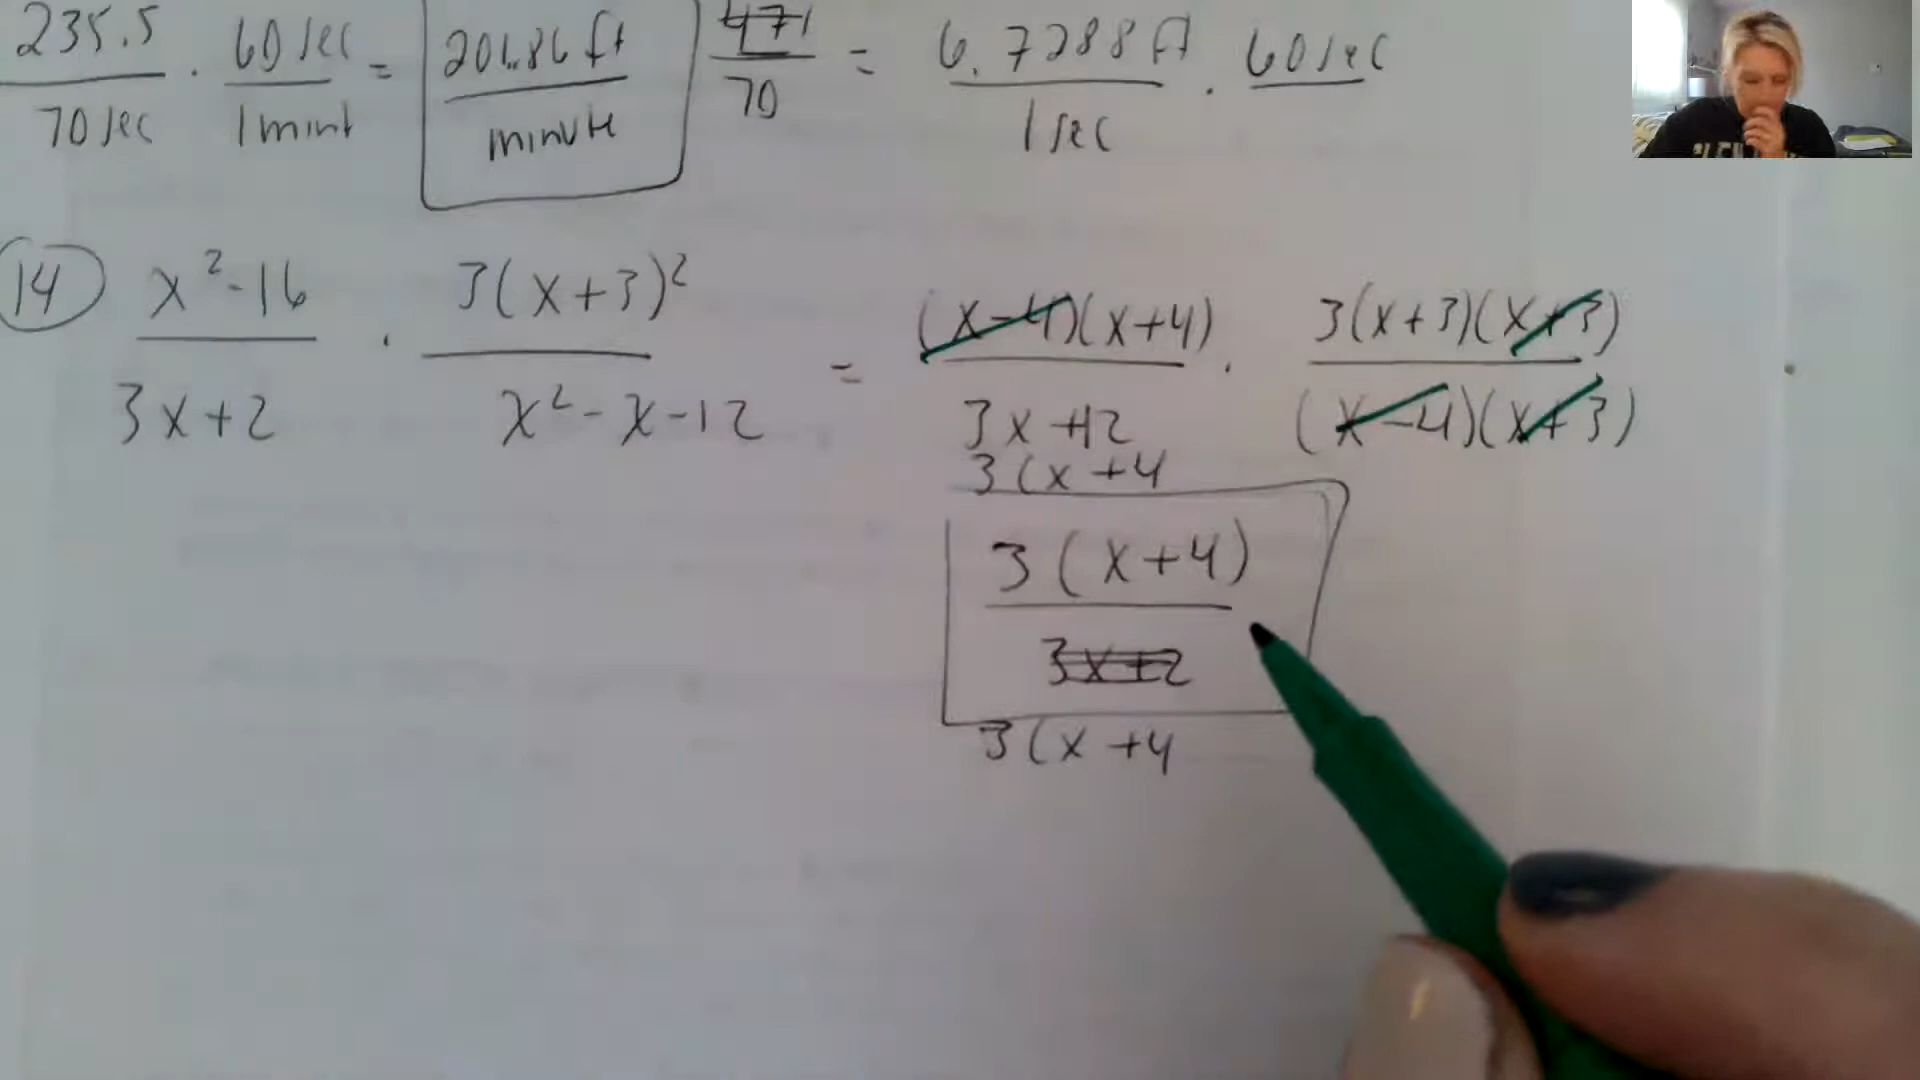 235.5 / 70 sec · 60 sec / 1 mint = 201.86 ft / minute 471 / 70 = 6.7288 ft / 1 sec · 60 sec
14 x² - 16 / 3x + 2 · 3(x + 3)² / x² - x - 12 = (x - 4)(x + 4) / 3x + 12 · 3(x + 3)(x + 3) / (x - 4)(x + 3)
3(x + 4
3(x + 4)
3x + 2
3(x + 4